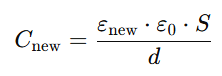 C_new = (ε_new · ε_0 · S) / d